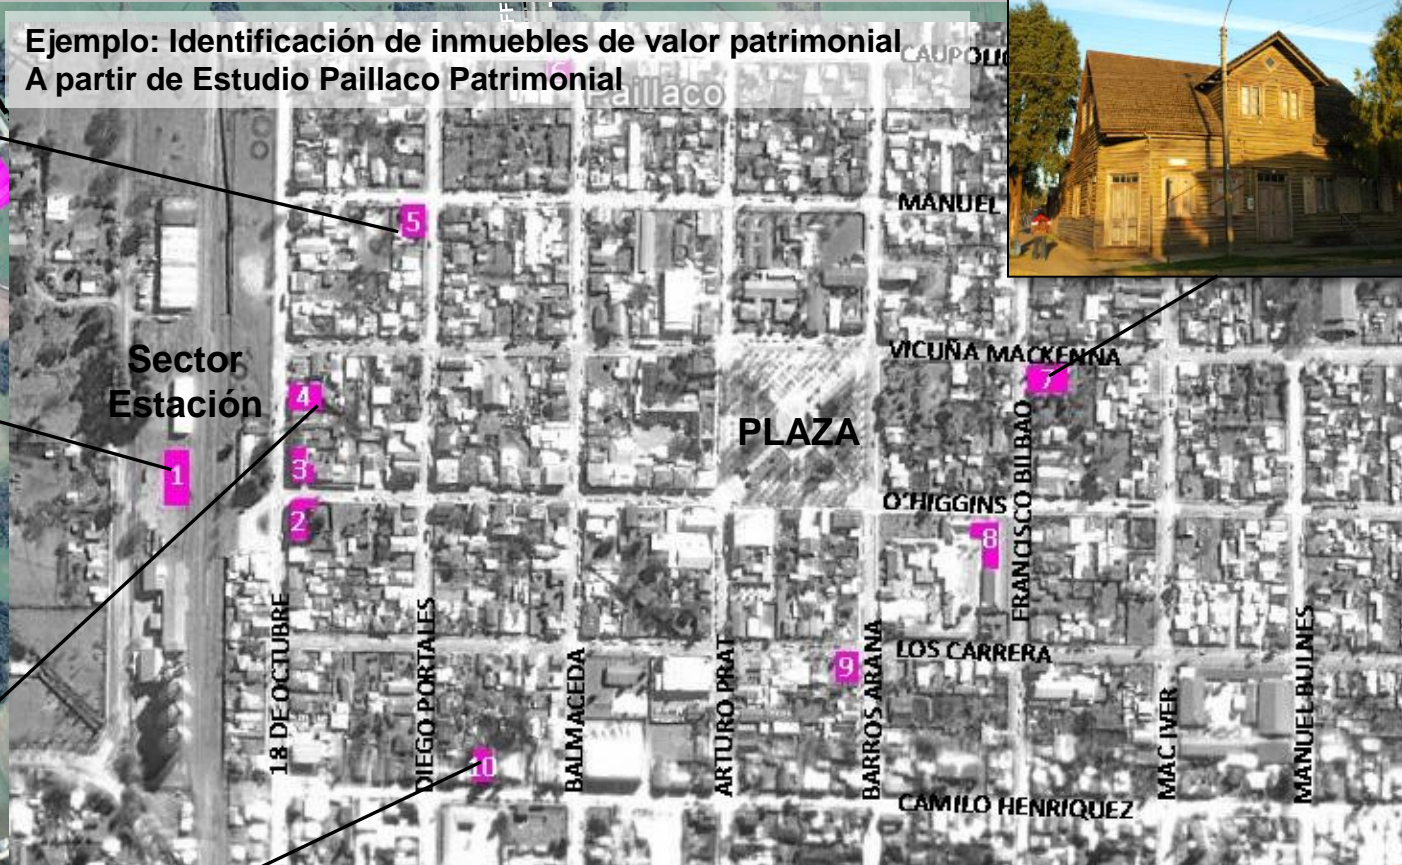 FF
Ejemplo: Identificación de inmuebles de valor patrimonial
A partir de Estudio Paillaco Patrimonial
6
Paillaco
MANUEL
5
VICUÑA MACKENNA
Sector
Estación
4
7
PLAZA
3
1
O'HIGGINS
2
8
FRANCISCO BILBAO
18 DE OCTUBRE
DIEGO PORTALES
BALMACEDA
ARTURO PRAT
BARROS ARANA
LOS CARRERA
9
MAC IVER
MANUEL BULNES
10
CAMILO HENRIQUEZ